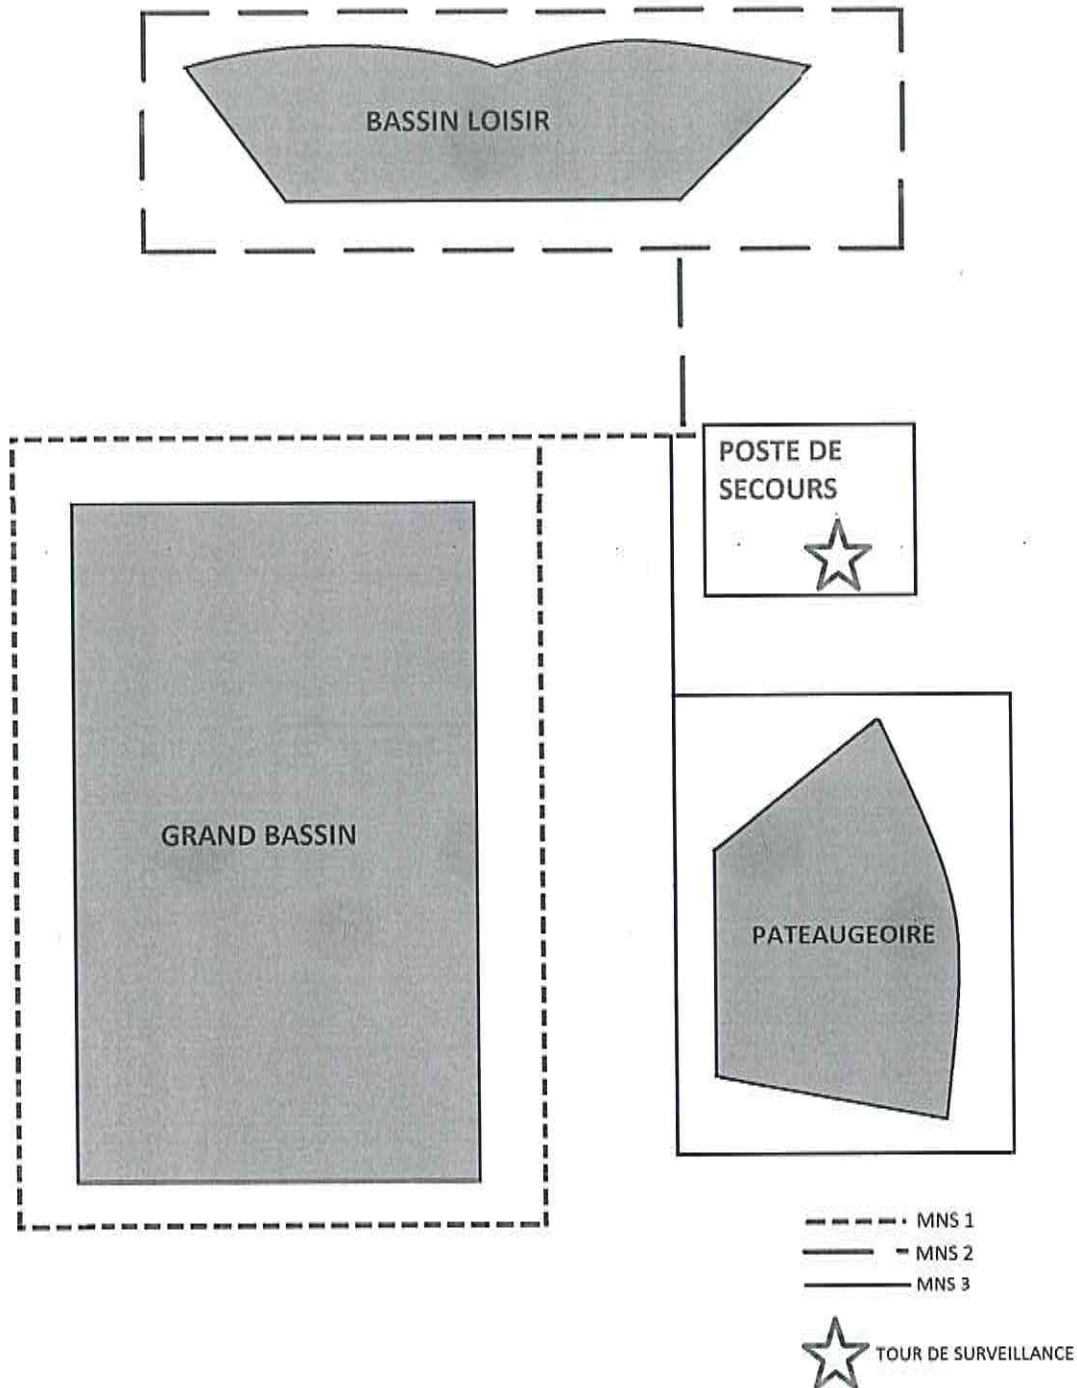 BASSIN LOISIR
POSTE DE
SECOURS
GRAND BASSIN
PATEAUGEOIRE
MNS 1
MNS 2
MNS 3
TOUR DE SURVEILLANCE